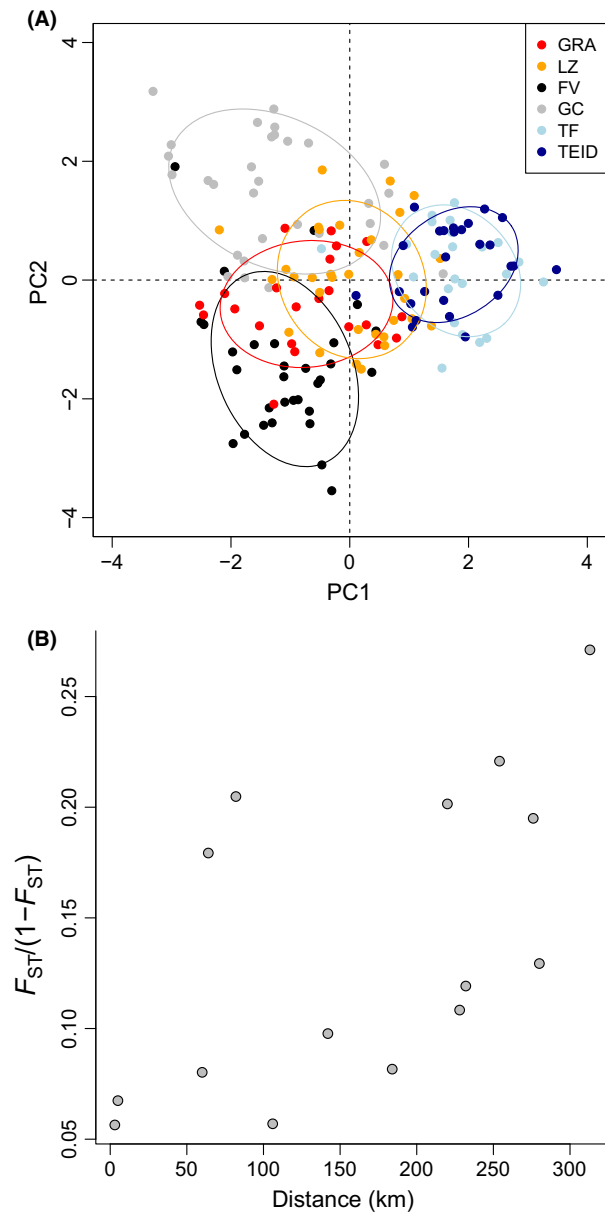 (A)
GRA
LZ
FV
GC
TF
TEID
4
2
0
−2
−4
PC2
−4 −2 0 2 4
PC1
(B)
0.25
0.20
0.15
0.10
0.05
FST/(1−FST)
0 50 100 150 200 250 300
Distance (km)